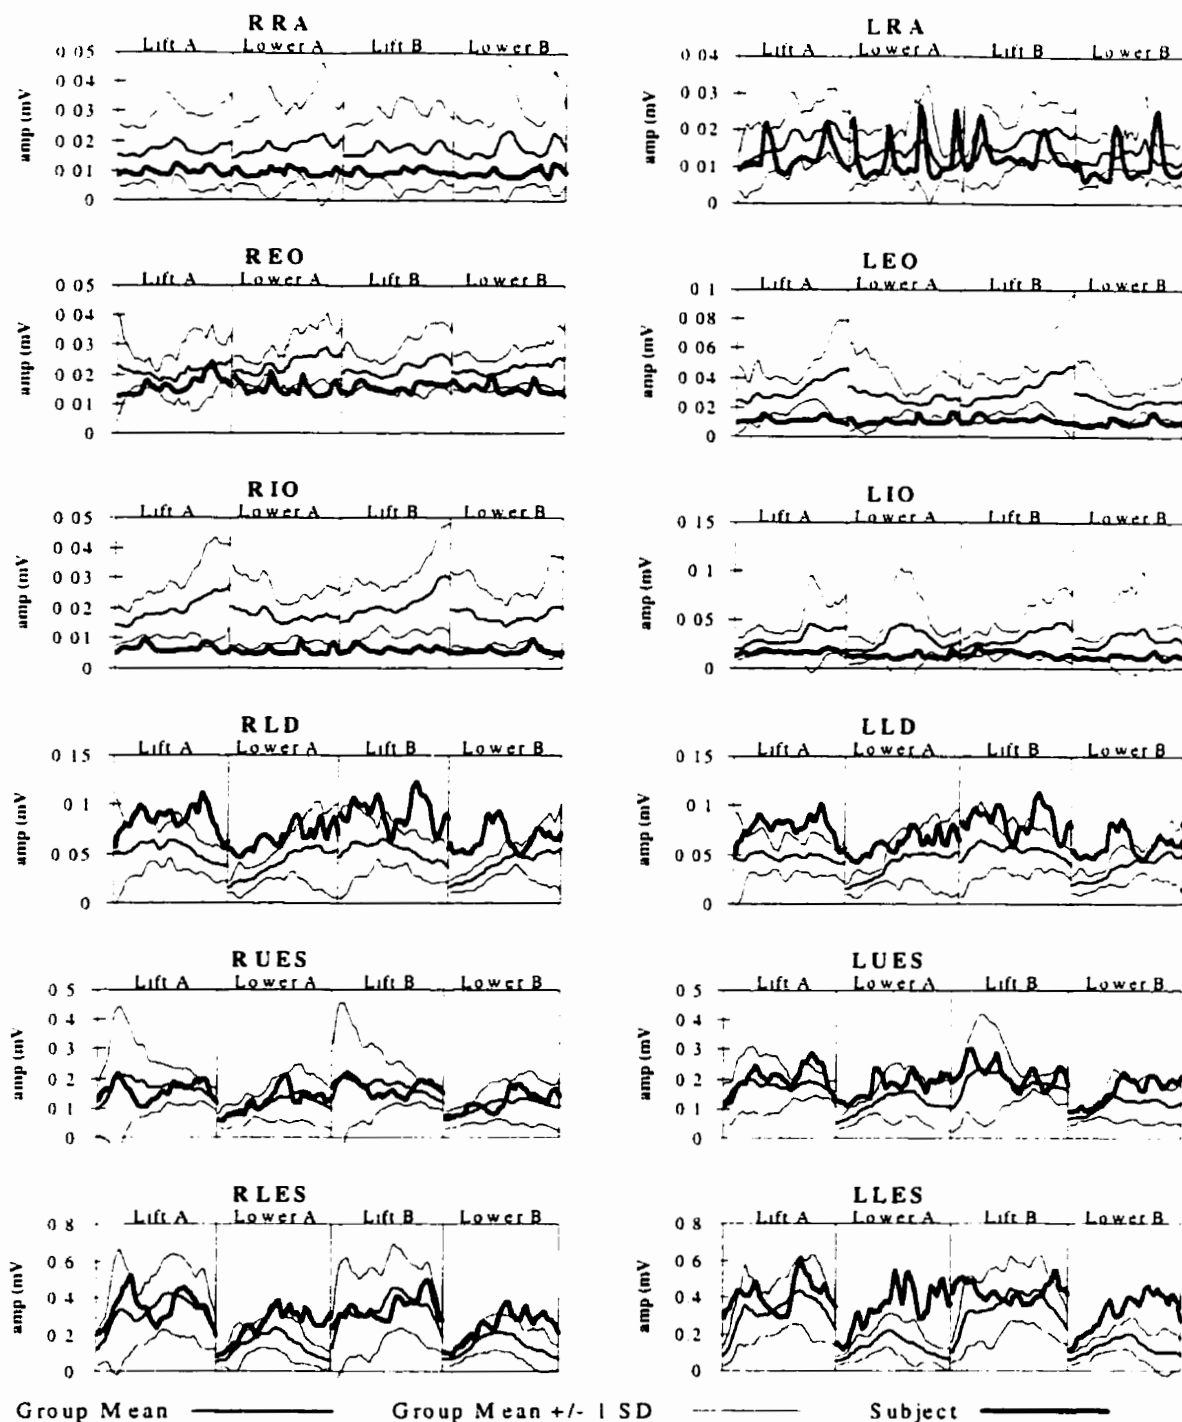 RRA
Lift A Lower A Lift B Lower B
0 05
0 04
0 03
0 02
0 01
0
amp (mV
LRA
Lift A Lower A Lift B Lower B
0 04
0 03
0 02
0 01
0
amp (mV
REO
Lift A Lower A Lift B Lower B
0 05
0 04
0 03
0 02
0 01
0
amp (mV
LEO
Lift A Lower A Lift B Lower B
0 1
0 08
0 06
0 04
0 02
0
amp (mV
RIO
Lift A Lower A Lift B Lower B
0 05
0 04
0 03
0 02
0 01
0
amp (mV
LIO
Lift A Lower A Lift B Lower B
0 15
0 1
0 05
0
amp (mV
RLD
Lift A Lower A Lift B Lower B
0 15
0 1
0 05
0
amp (mV
LLD
Lift A Lower A Lift B Lower B
0 15
0 1
0 05
0
amp (mV
RUES
Lift A Lower A Lift B Lower B
0 5
0 4
0 3
0 2
0 1
0
amp (mV
LUES
Lift A Lower A Lift B Lower B
0 5
0 4
0 3
0 2
0 1
0
amp (mV
RLES
Lift A Lower A Lift B Lower B
0 8
0 6
0 4
0 2
0
amp (mV
LLES
Lift A Lower A Lift B Lower B
0 8
0 6
0 4
0 2
0
amp (mV
Group Mean Group Mean +/- 1 SD Subject